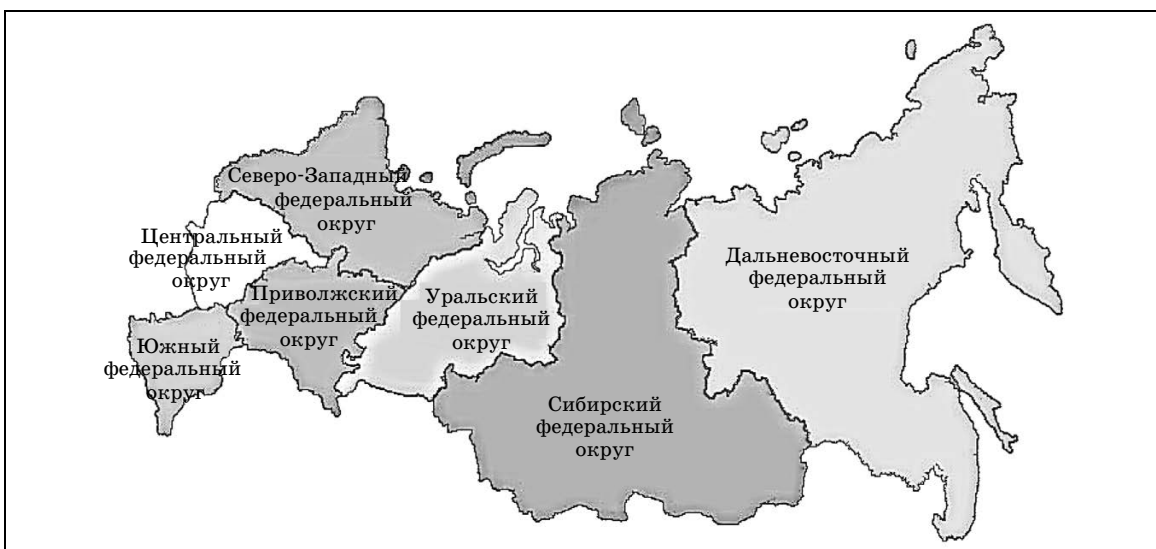 Северо-Западный
федеральный
округ
Центральный
федеральный
округ
Приволжский
федеральный
округ
Южный
федеральный
округ
Уральский
федеральный
округ
Сибирский
федеральный
округ
Дальневосточный
федеральный
округ